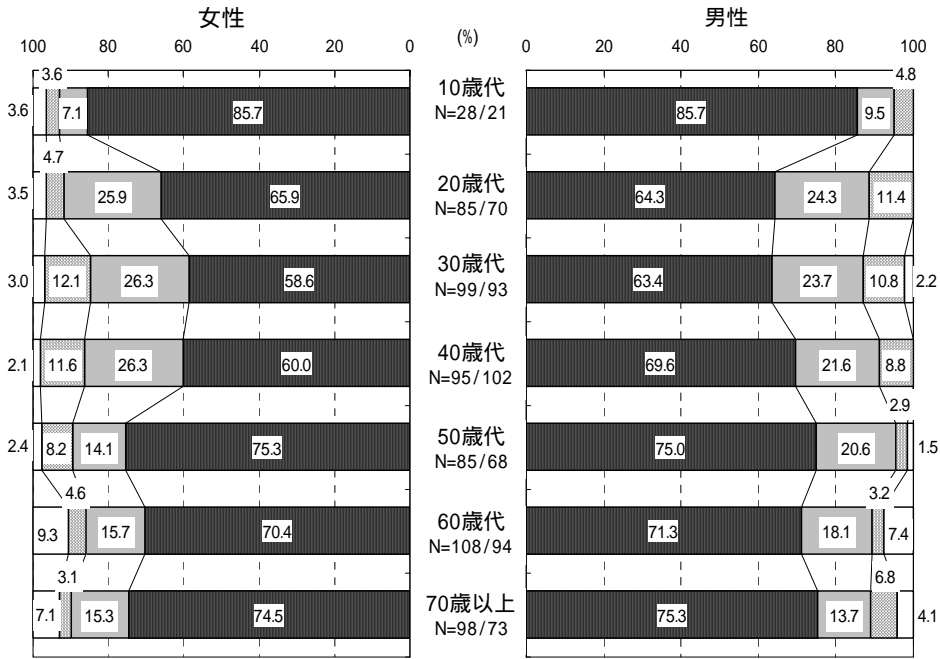 女性 (%) 男性
100 80 60 40 20 0 0 20 40 60 80 100
3.6 3.6 7.1 85.7 10歳代 N=28/21 85.7 9.5 4.8
3.5 4.7 25.9 65.9 20歳代 N=85/70 64.3 24.3 11.4
3.0 12.1 26.3 58.6 30歳代 N=99/93 63.4 23.7 10.8 2.2
2.1 11.6 26.3 60.0 40歳代 N=95/102 69.6 21.6 8.8
2.4 8.2 14.1 75.3 50歳代 N=85/68 75.0 20.6 2.9 1.5
9.3 4.6 15.7 70.4 60歳代 N=108/94 71.3 18.1 3.2 7.4
7.1 3.1 15.3 74.5 70歳以上 N=98/73 75.3 13.7 6.8 4.1